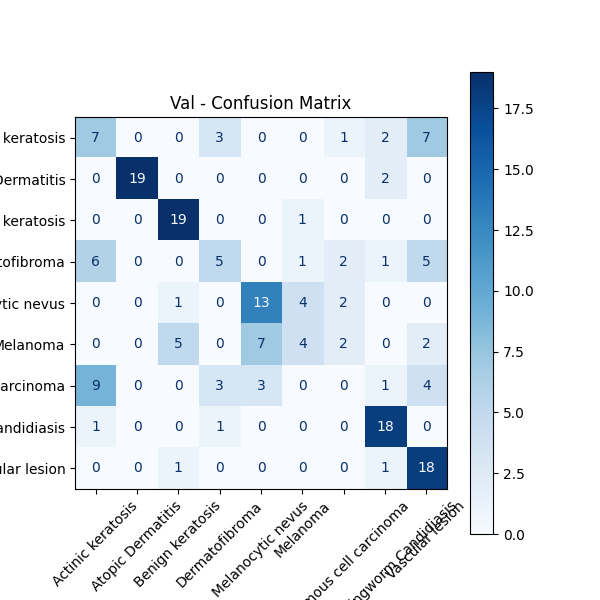 Val - Confusion Matrix
keratosis 7 0 0 3 0 0 1 2 7
Dermatitis 0 19 0 0 0 0 0 2 0
keratosis 0 0 19 0 0 1 0 0 0
tofibroma 6 0 0 5 0 1 2 1 5
ytic nevus 0 0 1 0 13 4 2 0 0
Melanoma 0 0 5 0 7 4 2 0 2
arcinoma 9 0 0 3 3 0 0 1 4
andidiasis 1 0 0 1 0 0 0 18 0
ular lesion 0 0 1 0 0 0 0 1 18
Actinic keratosis
Atopic Dermatitis
Benign keratosis
Dermatofibroma
Melanocytic nevus
Melanoma
mous cell carcinoma
ngworm Candidiasis
Vascular lesion
17.5
15.0
12.5
10.0
7.5
5.0
2.5
0.0